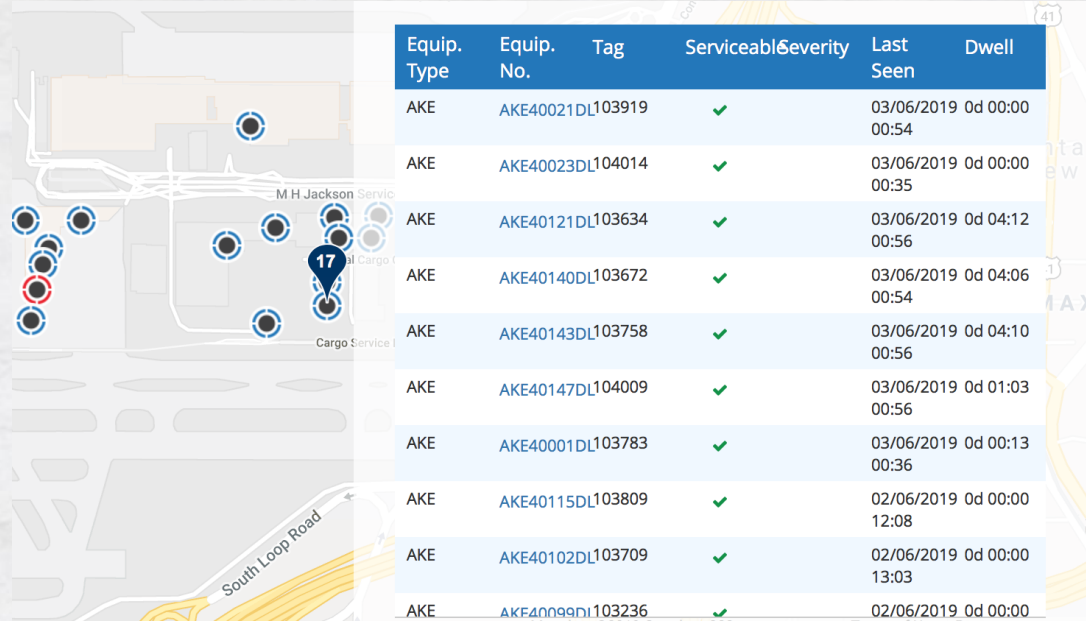 Equip. Type Equip. No. Tag Serviceable Severity Last Seen Dwell
AKE AKE40021DL 103919 03/06/2019 00:54 0d 00:00
AKE AKE40023DL 104014 03/06/2019 00:35 0d 00:00
AKE AKE40121DL 103634 03/06/2019 00:56 0d 04:12
AKE AKE40140DL 103672 03/06/2019 00:54 0d 04:06
AKE AKE40143DL 103758 03/06/2019 00:56 0d 04:10
AKE AKE40147DL 104009 03/06/2019 00:56 0d 01:03
AKE AKE40001DL 103783 03/06/2019 00:36 0d 00:13
AKE AKE40115DL 103809 02/06/2019 12:08 0d 00:00
AKE AKE40102DL 103709 02/06/2019 13:03 0d 00:00
AKE AKE40099DL 103236 02/06/2019 0d 00:00
M H Jackson Servic
17
al Cargo
Cargo Service
South Loop Road
41